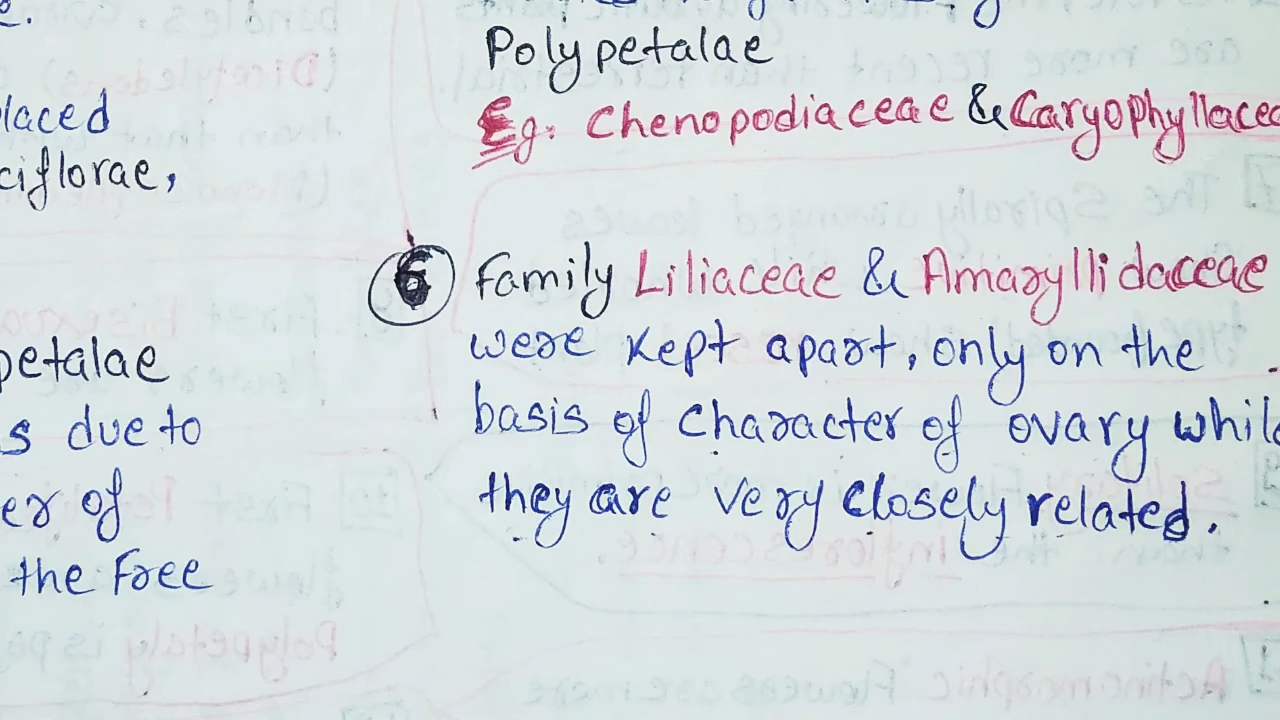 laced
ciflorae,
petalae
s due to
er of
the Free
Polypetalae
Eg: Chenopodiaceae & Caryophyllaceae
6 Family Liliaceae & Amaryllidaceae
were kept apart, only on the
basis of character of ovary while
they are very closely related.